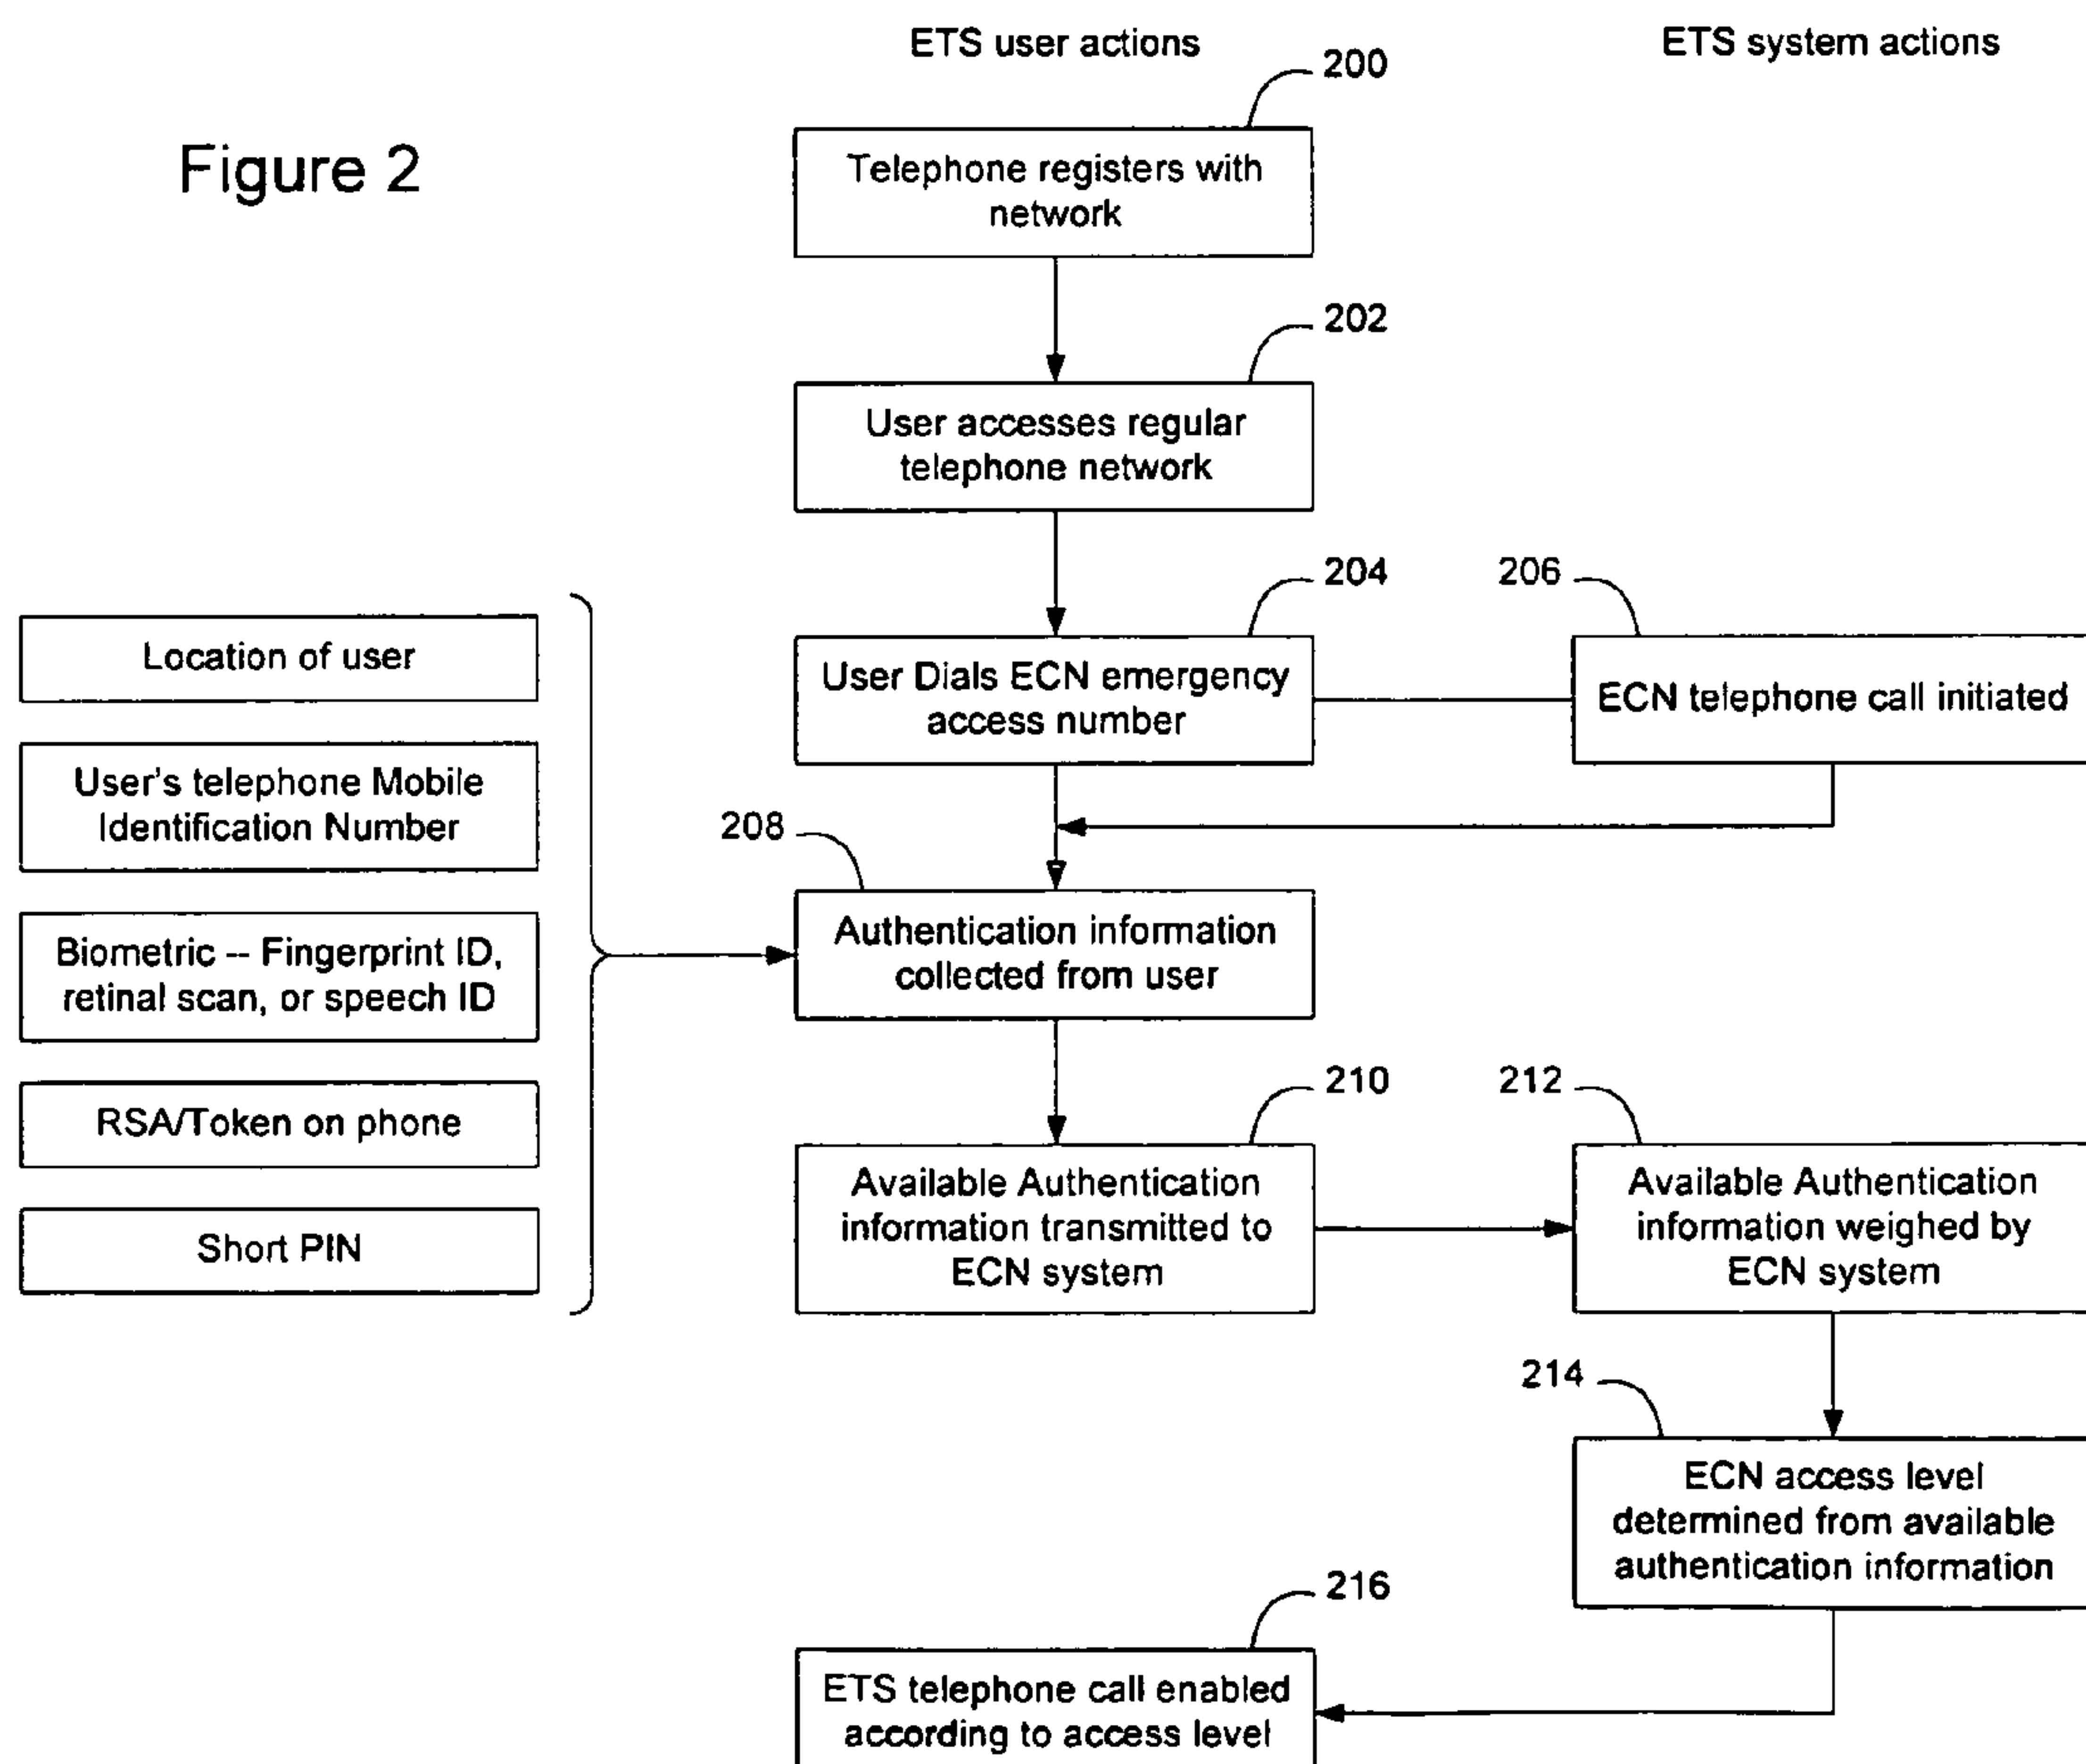 ETS user actions
ETS system actions
Figure 2
200
Telephone registers with
network
202
User accesses regular
telephone network
204
User Dials ECN emergency
access number
206
ECN telephone call initiated
Location of user
User's telephone Mobile
Identification Number
Biometric -- Fingerprint ID,
retinal scan, or speech ID
RSA/Token on phone
Short PIN
208
Authentication information
collected from user
210
Available Authentication
information transmitted to
ECN system
212
Available Authentication
information weighed by
ECN system
214
ECN access level
determined from available
authentication information
216
ETS telephone call enabled
according to access level